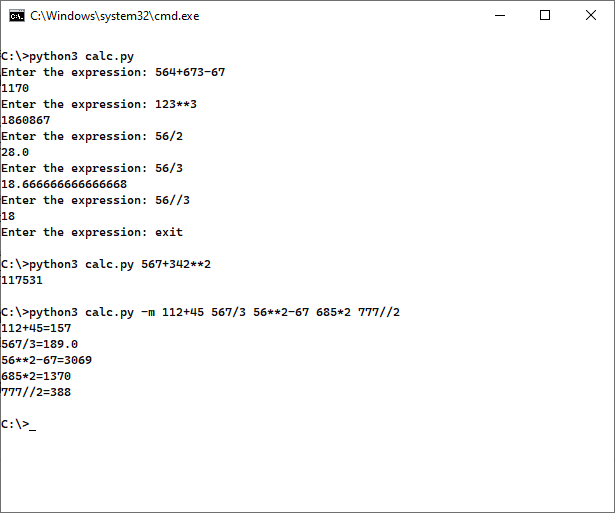 C:\Windows\system32\cmd.exe
C:\>python3 calc.py
Enter the expression: 564+673-67
1170
Enter the expression: 123**3
1860867
Enter the expression: 56/2
28.0
Enter the expression: 56/3
18.666666666666668
Enter the expression: 56//3
18
Enter the expression: exit
C:\>python3 calc.py 567+342**2
117531
C:\>python3 calc.py -m 112+45 567/3 56**2-67 685*2 777//2
112+45=157
567/3=189.0
56**2-67=3069
685*2=1370
777//2=388
C:\>_